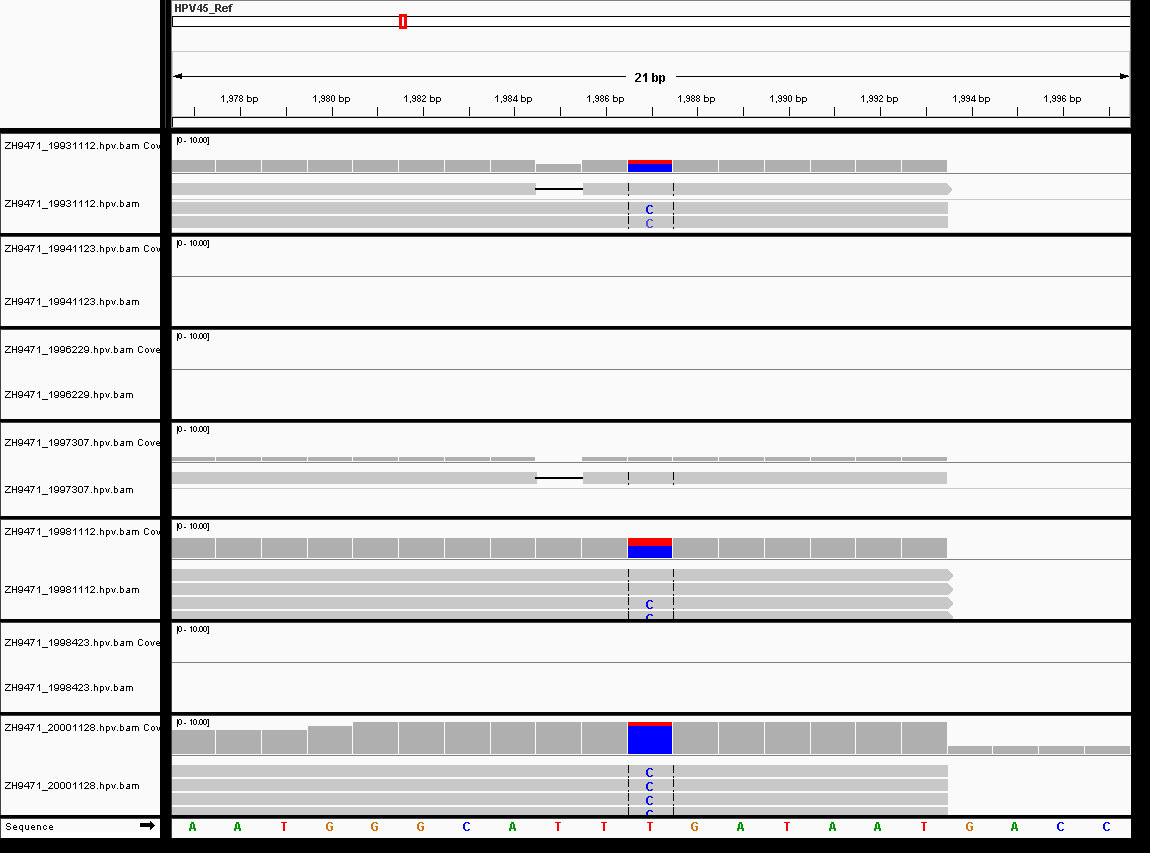 HPV45_Ref
21 bp
1,978 bp 1,980 bp 1,982 bp 1,984 bp 1,986 bp 1,988 bp 1,990 bp 1,992 bp 1,994 bp 1,996 bp
ZH9471_19931112.hpv.bam Cov
[0 - 10.00]
ZH9471_19931112.hpv.bam
C
C
ZH9471_19941123.hpv.bam Cov
[0 - 10.00]
ZH9471_19941123.hpv.bam
ZH9471_1996229.hpv.bam Cove
[0 - 10.00]
ZH9471_1996229.hpv.bam
ZH9471_1997307.hpv.bam Cove
[0 - 10.00]
ZH9471_1997307.hpv.bam
ZH9471_19981112.hpv.bam Cov
[0 - 10.00]
ZH9471_19981112.hpv.bam
C
C
ZH9471_1998423.hpv.bam Cove
[0 - 10.00]
ZH9471_1998423.hpv.bam
ZH9471_20001128.hpv.bam Cov
[0 - 10.00]
C
ZH9471_20001128.hpv.bam
C
C
C
Sequence A A T G G G C A T T T G A T A A T G A C C